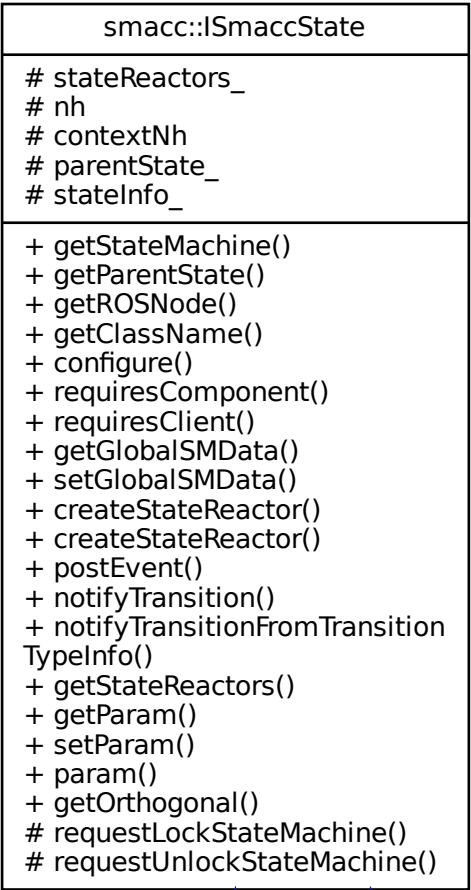 smacc::ISmaccState
# stateReactors_
# nh
# contextNh
# parentState_
# stateInfo_
+ getStateMachine()
+ getParentState()
+ getROSNode()
+ getClassName()
+ configure()
+ requiresComponent()
+ requiresClient()
+ getGlobalSMData()
+ setGlobalSMData()
+ createStateReactor()
+ createStateReactor()
+ postEvent()
+ notifyTransition()
+ notifyTransitionFromTransition
TypeInfo()
+ getStateReactors()
+ getParam()
+ setParam()
+ param()
+ getOrthogonal()
# requestLockStateMachine()
# requestUnlockStateMachine()